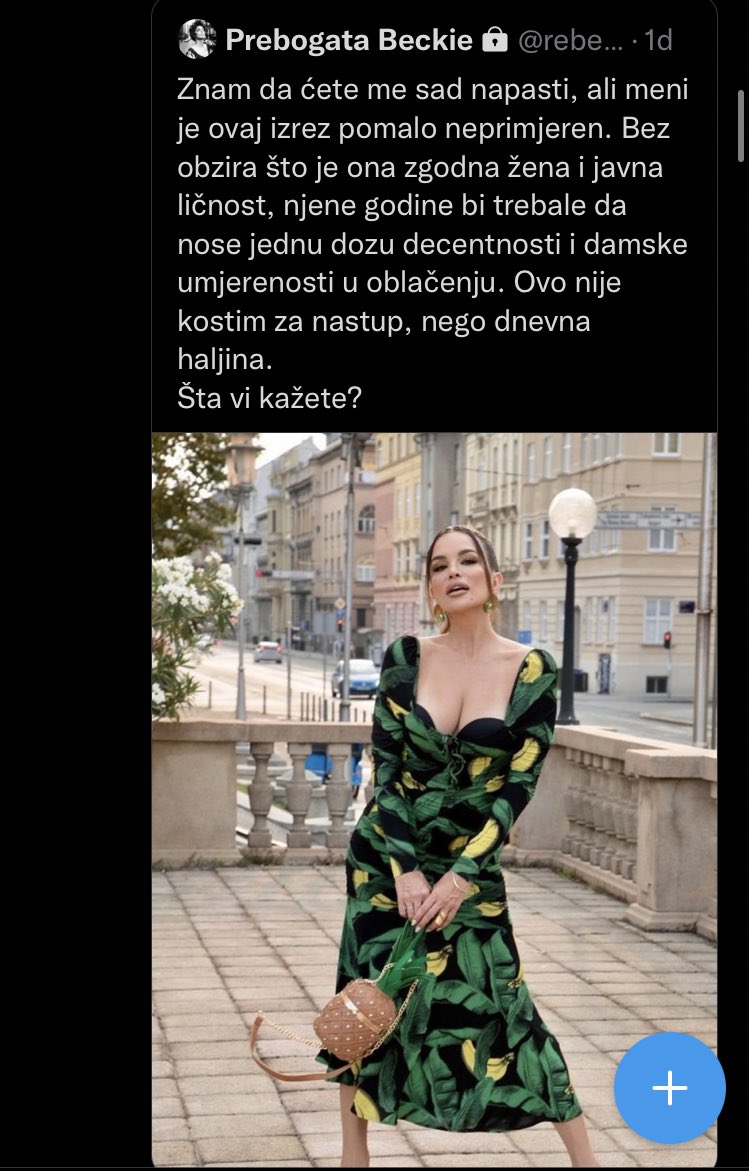 Prebogata Beckie @rebe... · 1d
Znam da ćete me sad napasti, ali meni
je ovaj izrez pomalo neprimjeren. Bez
obzira što je ona zgodna žena i javna
ličnost, njene godine bi trebale da
nose jednu dozu decentnosti i damske
umjerenosti u oblačenju. Ovo nije
kostim za nastup, nego dnevna
haljina.
Šta vi kažete?